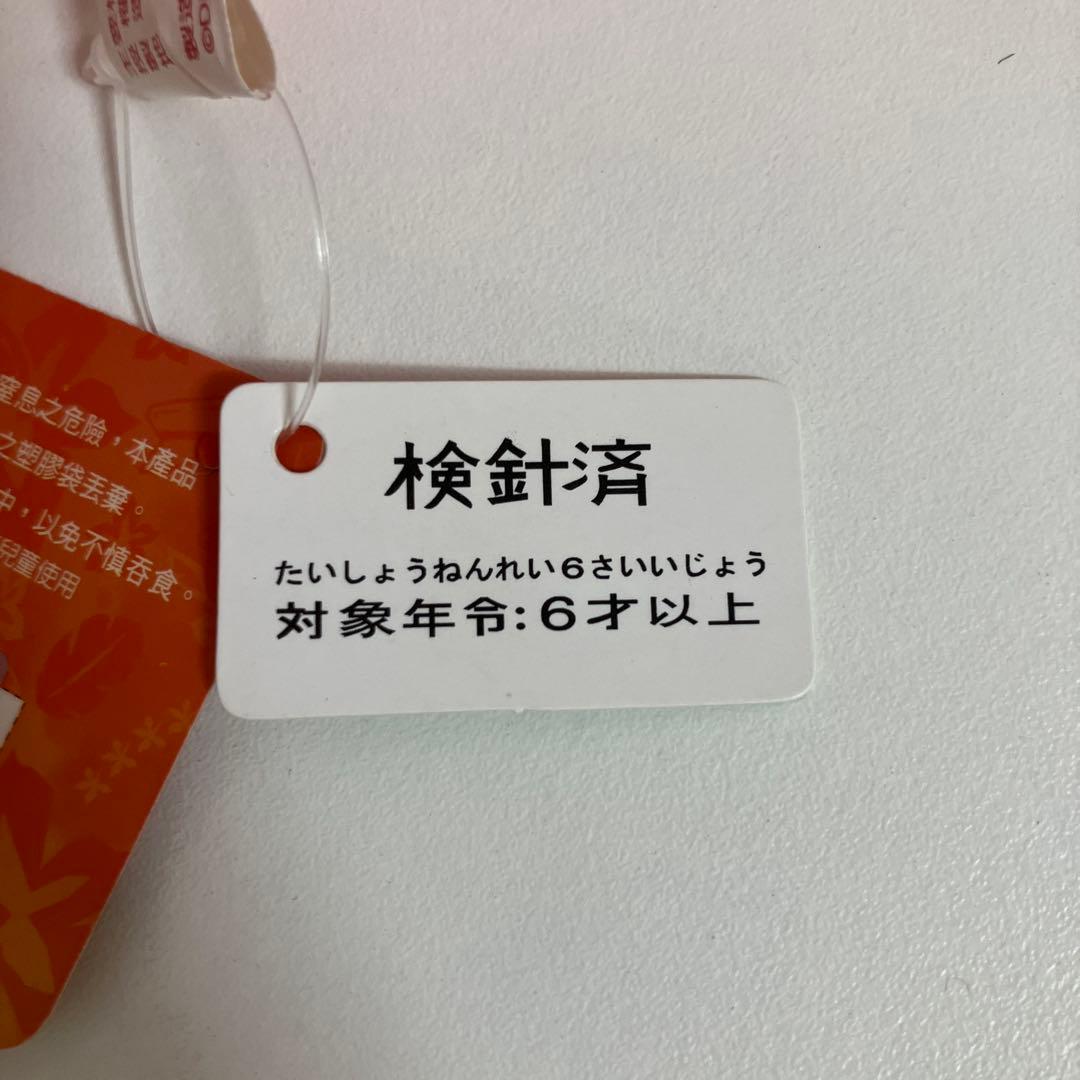 窒息之危險，本產品
之塑膠袋丟棄。
中，以免不慎吞食。
兒童使用
検針済
たいしょうねんれい6さいいじょう
対象年令:6才以上